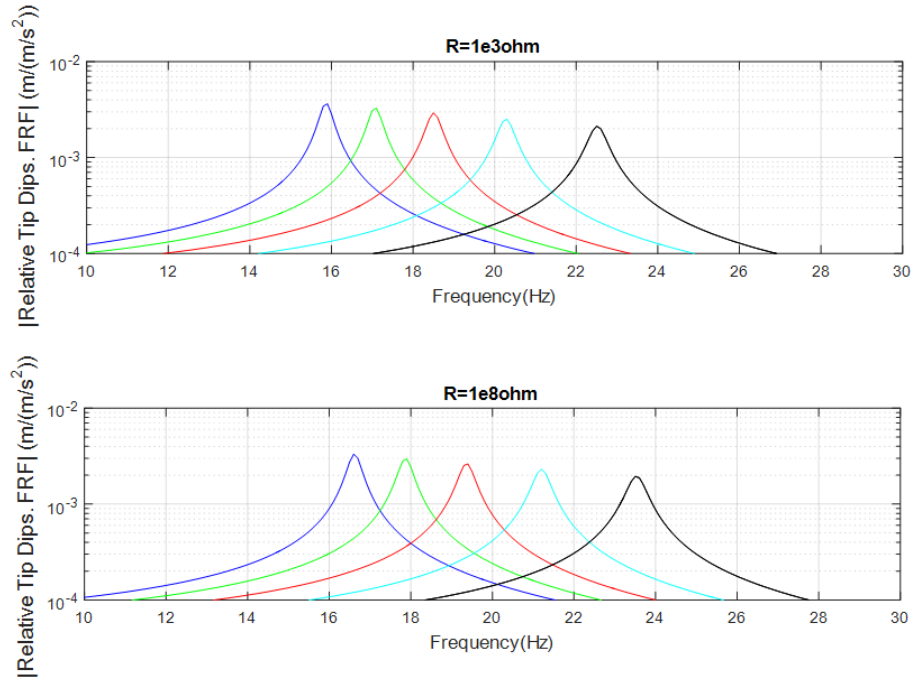 R=1e3ohm
|Relative Tip Dips. FRF| (m/(m/s²))
10⁻²
10⁻³
10⁻⁴
10 12 14 16 18 20 22 24 26 28 30
Frequency(Hz)
R=1e8ohm
|Relative Tip Dips. FRF| (m/(m/s²))
10⁻²
10⁻³
10⁻⁴
10 12 14 16 18 20 22 24 26 28 30
Frequency(Hz)